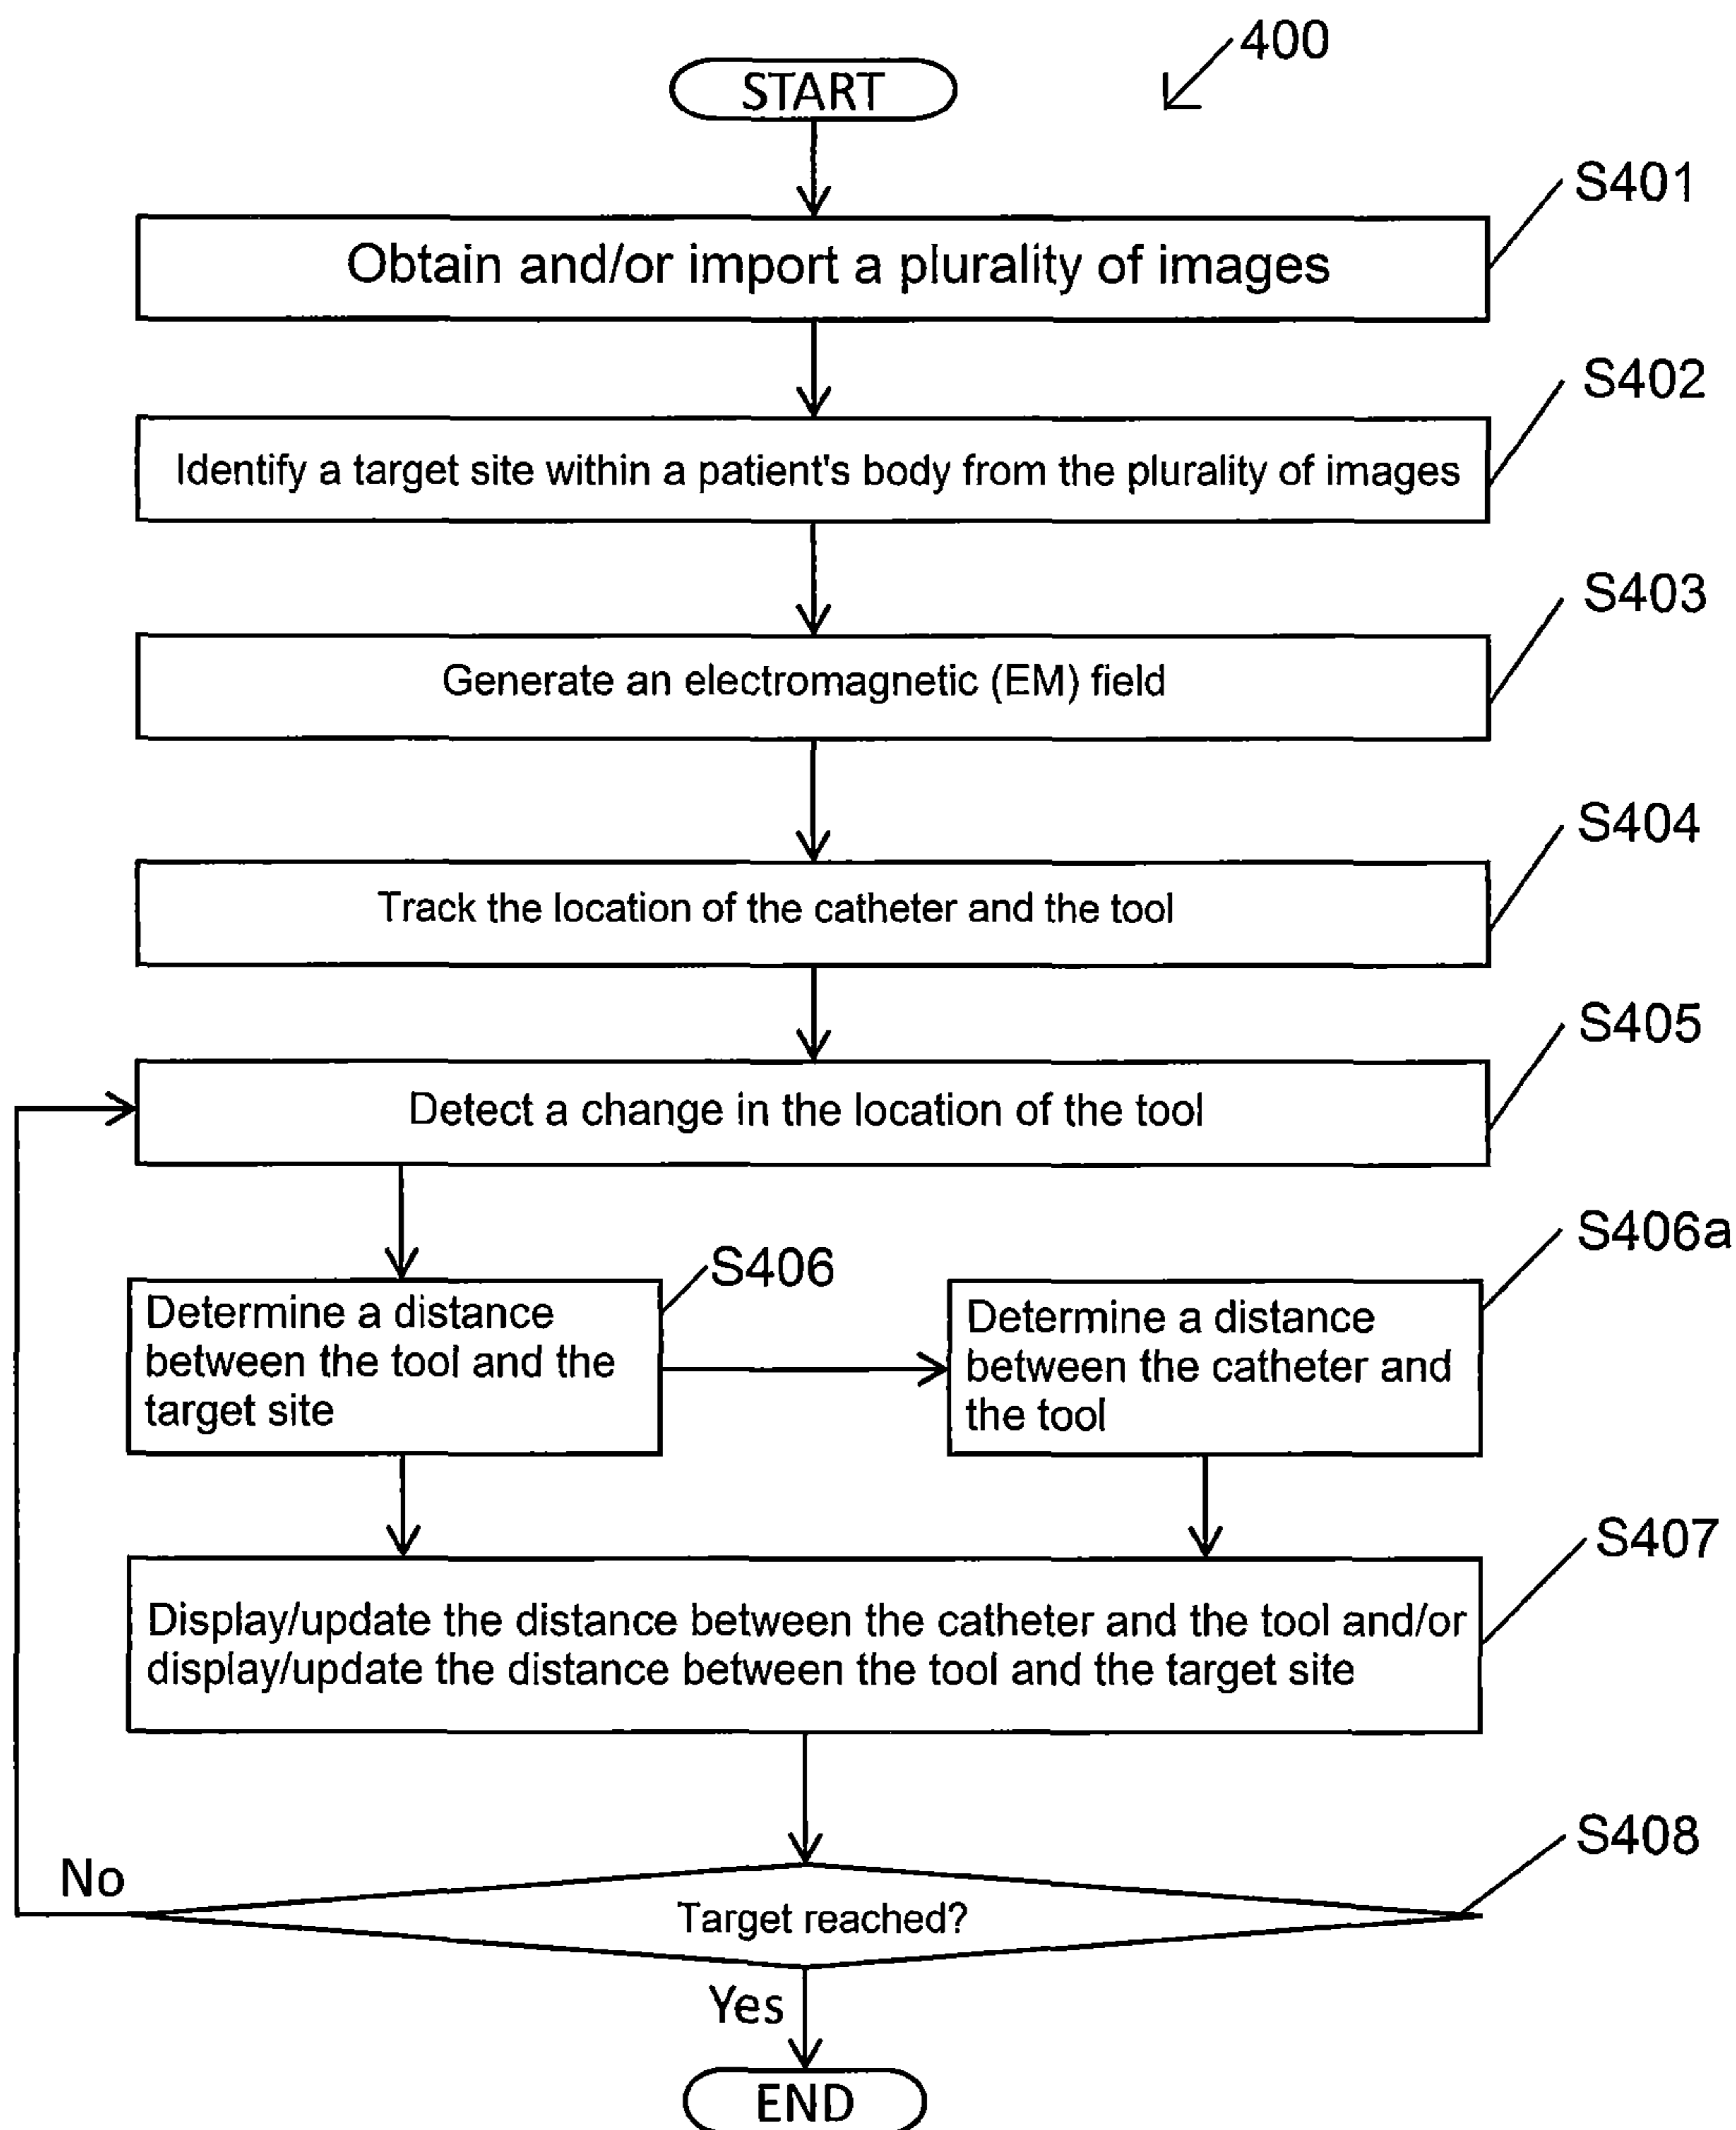 400
START
S401
Obtain and/or import a plurality of images
S402
Identify a target site within a patient's body from the plurality of images
S403
Generate an electromagnetic (EM) field
S404
Track the location of the catheter and the tool
S405
Detect a change in the location of the tool
S406
Determine a distance
between the tool and the
target site
S406a
Determine a distance
between the catheter and
the tool
S407
Display/update the distance between the catheter and the tool and/or
display/update the distance between the tool and the target site
S408
No
Target reached?
Yes
END